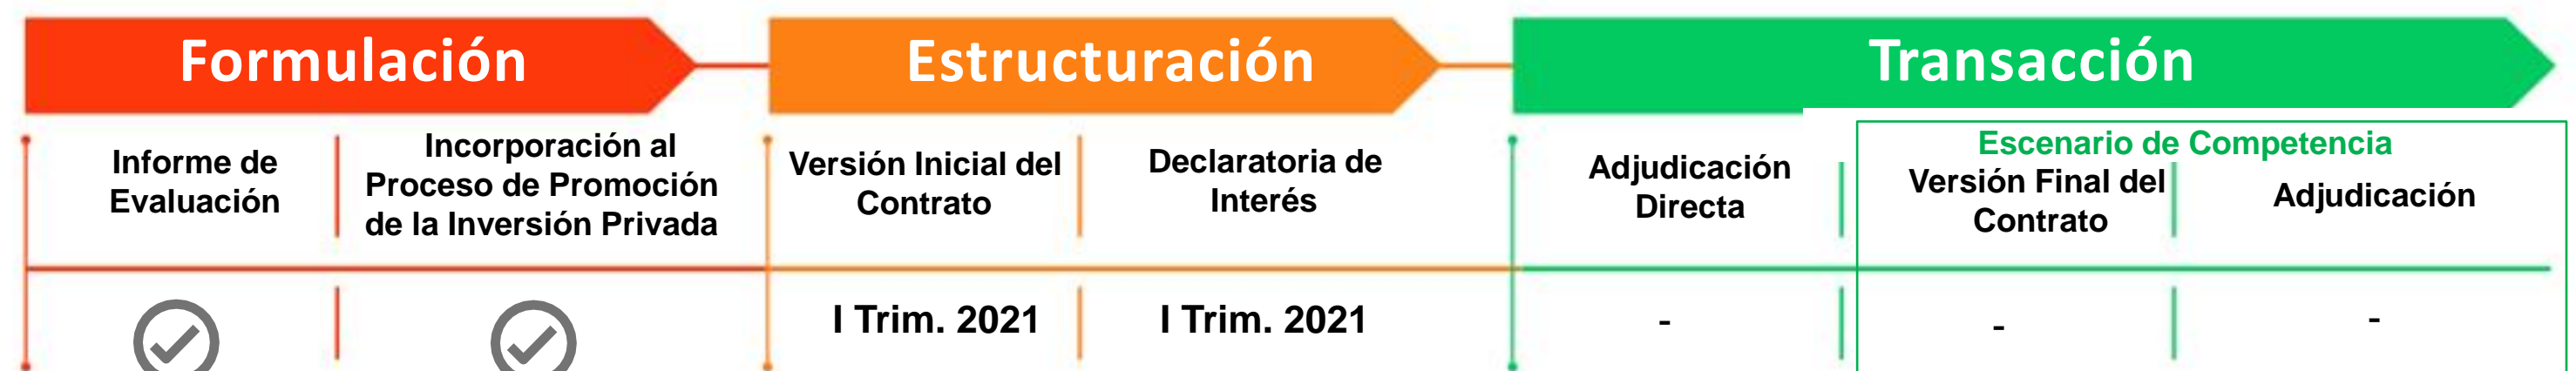 Formulación
Estructuración
Transacción
Informe de
Evaluación
Incorporación al
Proceso de Promoción
de la Inversión Privada
Versión Inicial del
Contrato
Declaratoria de
Interés
Adjudicación
Directa
Escenario de Competencia
Versión Final del
Contrato
Adjudicación
I Trim. 2021
I Trim. 2021
-
-
-